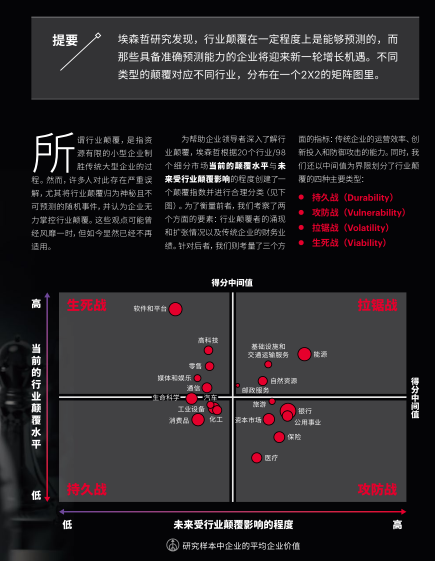 提要
埃森哲研究发现，行业颠覆在一定程度上是能够预测的，而
那些具备准确预测能力的企业将迎来新一轮增长机遇。不同
类型的颠覆对应不同行业，分布在一个2X2的矩阵图里。
所谓行业颠覆，是指资
源有限的小型企业制
胜传统大型企业的过
程。然而，许多人对此存在严重误
解，尤其将行业颠覆归为神秘且不
可预测的随机事件，并认为企业无
力掌控行业颠覆。这些观点可能曾
经风靡一时，但如今显然已经不再
适用。
为帮助企业领导者深入了解行
业颠覆，埃森哲根据20个行业/98
个细分市场当前的颠覆水平与未
来受行业颠覆影响的程度创建了一
个颠覆指数并进行合理分类（见下
图）。为了衡量前者，我们考察了两
个方面的要素：行业颠覆者的涌现
和扩张情况以及传统企业的财务业
绩。针对后者，我们则考量了三个方
面的指标：传统企业的运营效率、创
新投入和防御攻击的能力。同时，我
们还以中间值为界限划分了行业颠
覆的四种主要类型：
持久战（Durability）
攻防战（Vulnerability）
拉锯战（Volatility）
生死战（Viability）
得分中间值
高
生死战
拉锯战
软件和平台
高科技
基础设施和
交通运输服务
能源
零售
媒体和娱乐
自然资源
通信
邮政服务
生命科学
汽车
旅游
工业设备
银行
消费品
化工
资本市场
公用事业
保险
医疗
当前的行业颠覆水平
得分中间值
低
持久战
攻防战
低
未来受行业颠覆影响的程度
高
研究样本中企业的平均企业价值